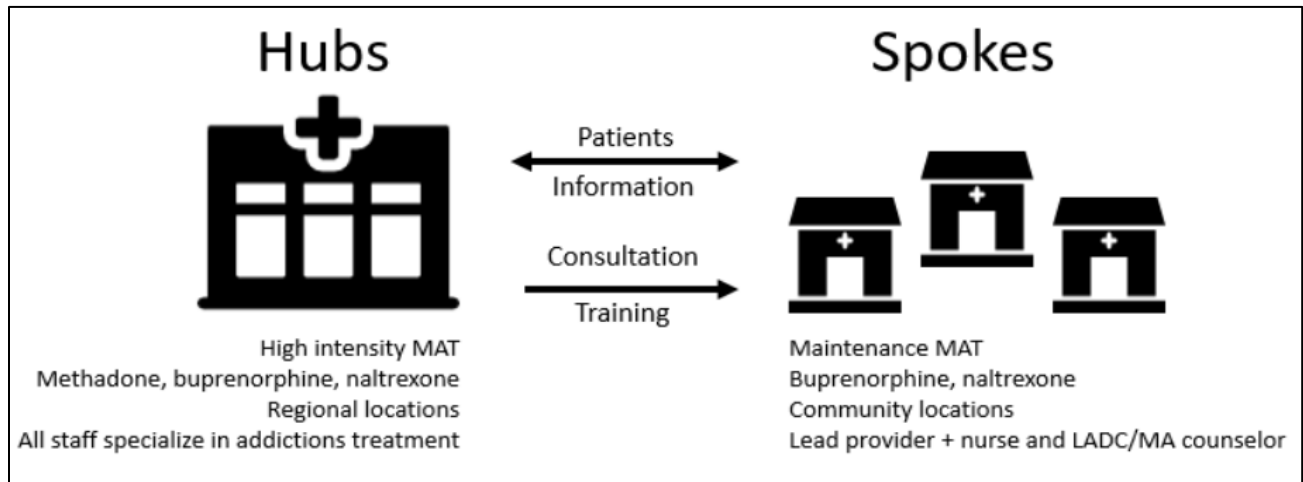 Hubs
Spokes
Patients
Information
Consultation
Training
High intensity MAT
Methadone, buprenorphine, naltrexone
Regional locations
All staff specialize in addictions treatment
Maintenance MAT
Buprenorphine, naltrexone
Community locations
Lead provider + nurse and LADC/MA counselor